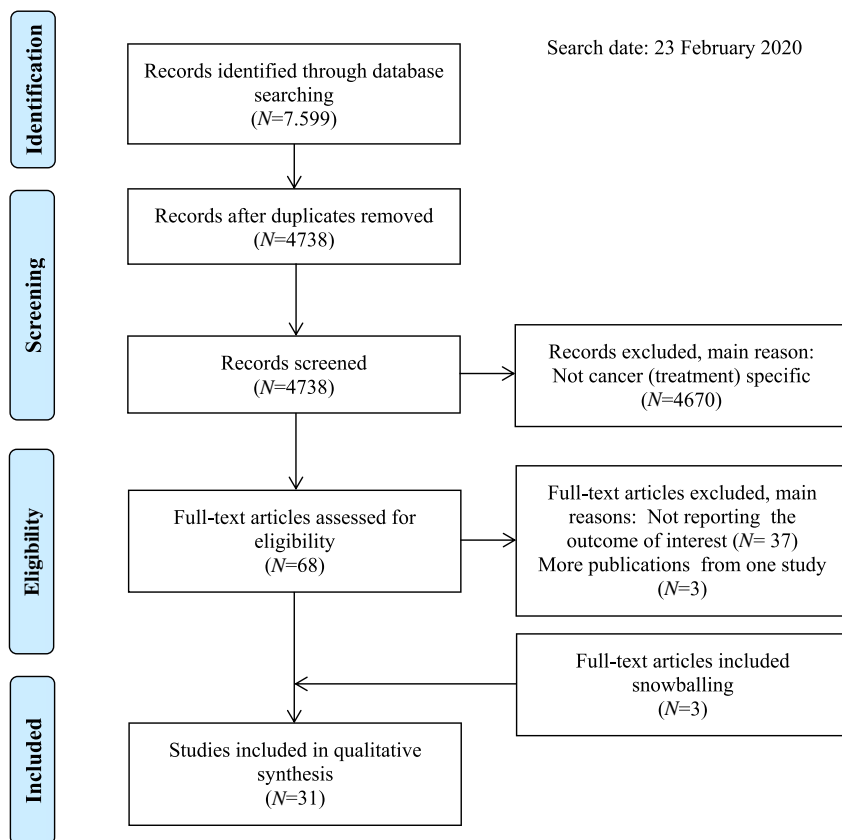 Search date: 23 February 2020
Identification
Records identified through database
searching
(N=7.599)
Screening
Records after duplicates removed
(N=4738)
Records screened
(N=4738)
Records excluded, main reason:
Not cancer (treatment) specific
(N=4670)
Eligibility
Full-text articles assessed for
eligibility
(N=68)
Full-text articles excluded, main
reasons: Not reporting the
outcome of interest (N= 37)
More publications from one study
(N=3)
Full-text articles included
snowballing
(N=3)
Included
Studies included in qualitative
synthesis
(N=31)